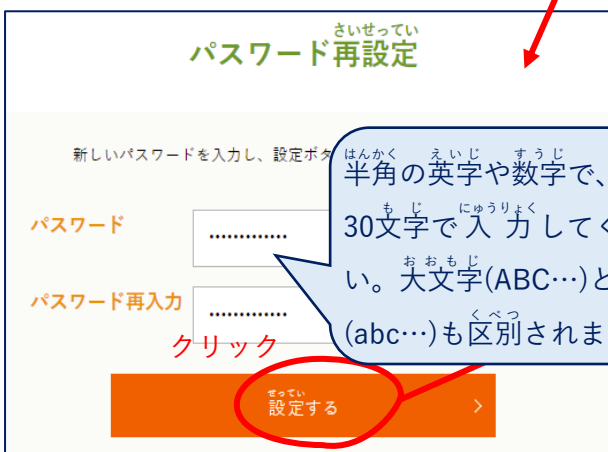 パスワード再設定
さいせってい
新しいパスワードを入力し、設定ボタ
半角の英字や数字で、
はんかく えいじ すうじ
30文字で入力してく
もじ にゅうりょく
い。大文字(ABC…)と
おおもじ
(abc…)も区別されま
くべつ
パスワード
•••••••••••••
パスワード再入力
•••••••••••••
クリック
設定する
せってい